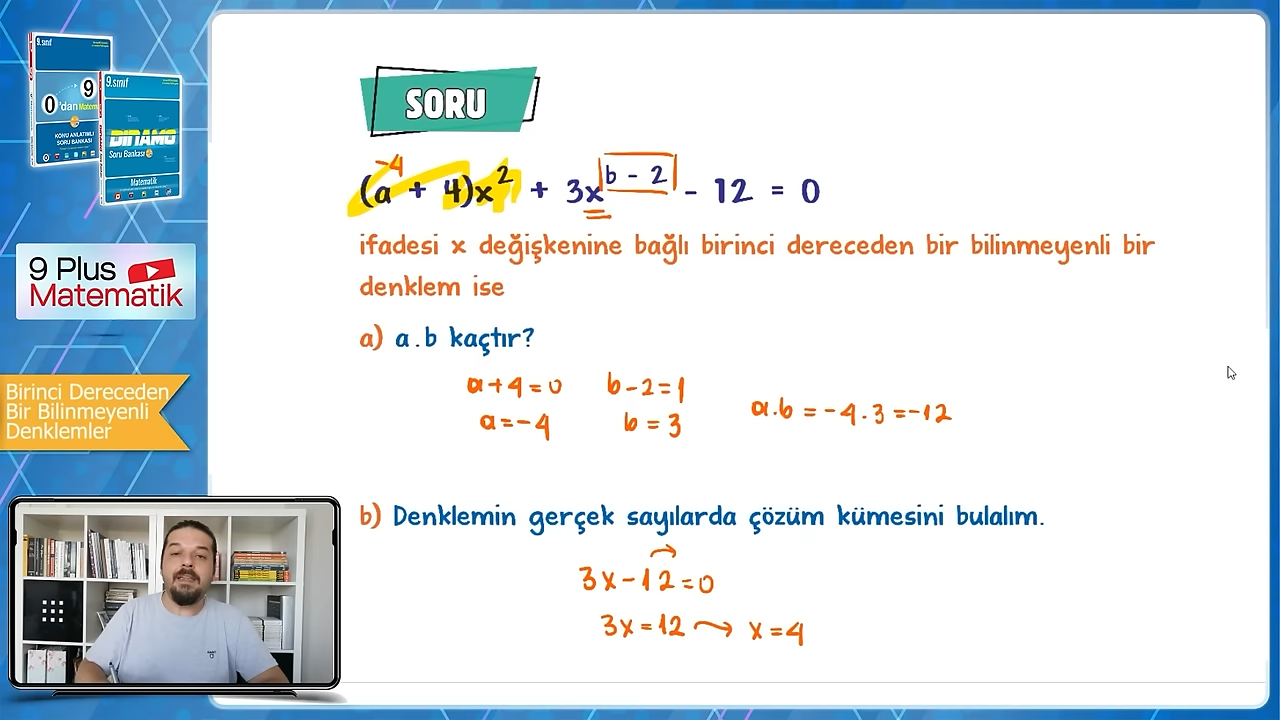 9.sınıf
0'dan 9 Matem
KONU ANLATIMLI
SORU BANKASI
9.sınıf
DİNAMO
Soru Bankası
Matematik
9 Plus
Matematik
Birinci Dereceden
Bir Bilinmeyenli
Denklemler
SORU
-4
(a + 4)x² + 3x^(b - 2) - 12 = 0
ifadesi x değişkenine bağlı birinci dereceden bir bilinmeyenli bir
denklem ise
a) a.b kaçtır?
a+4=0 b-2=1
a=-4 b=3 a.b=-4.3=-12
b) Denklemin gerçek sayılarda çözüm kümesini bulalım.
3x-12=0
3x=12 → x=4